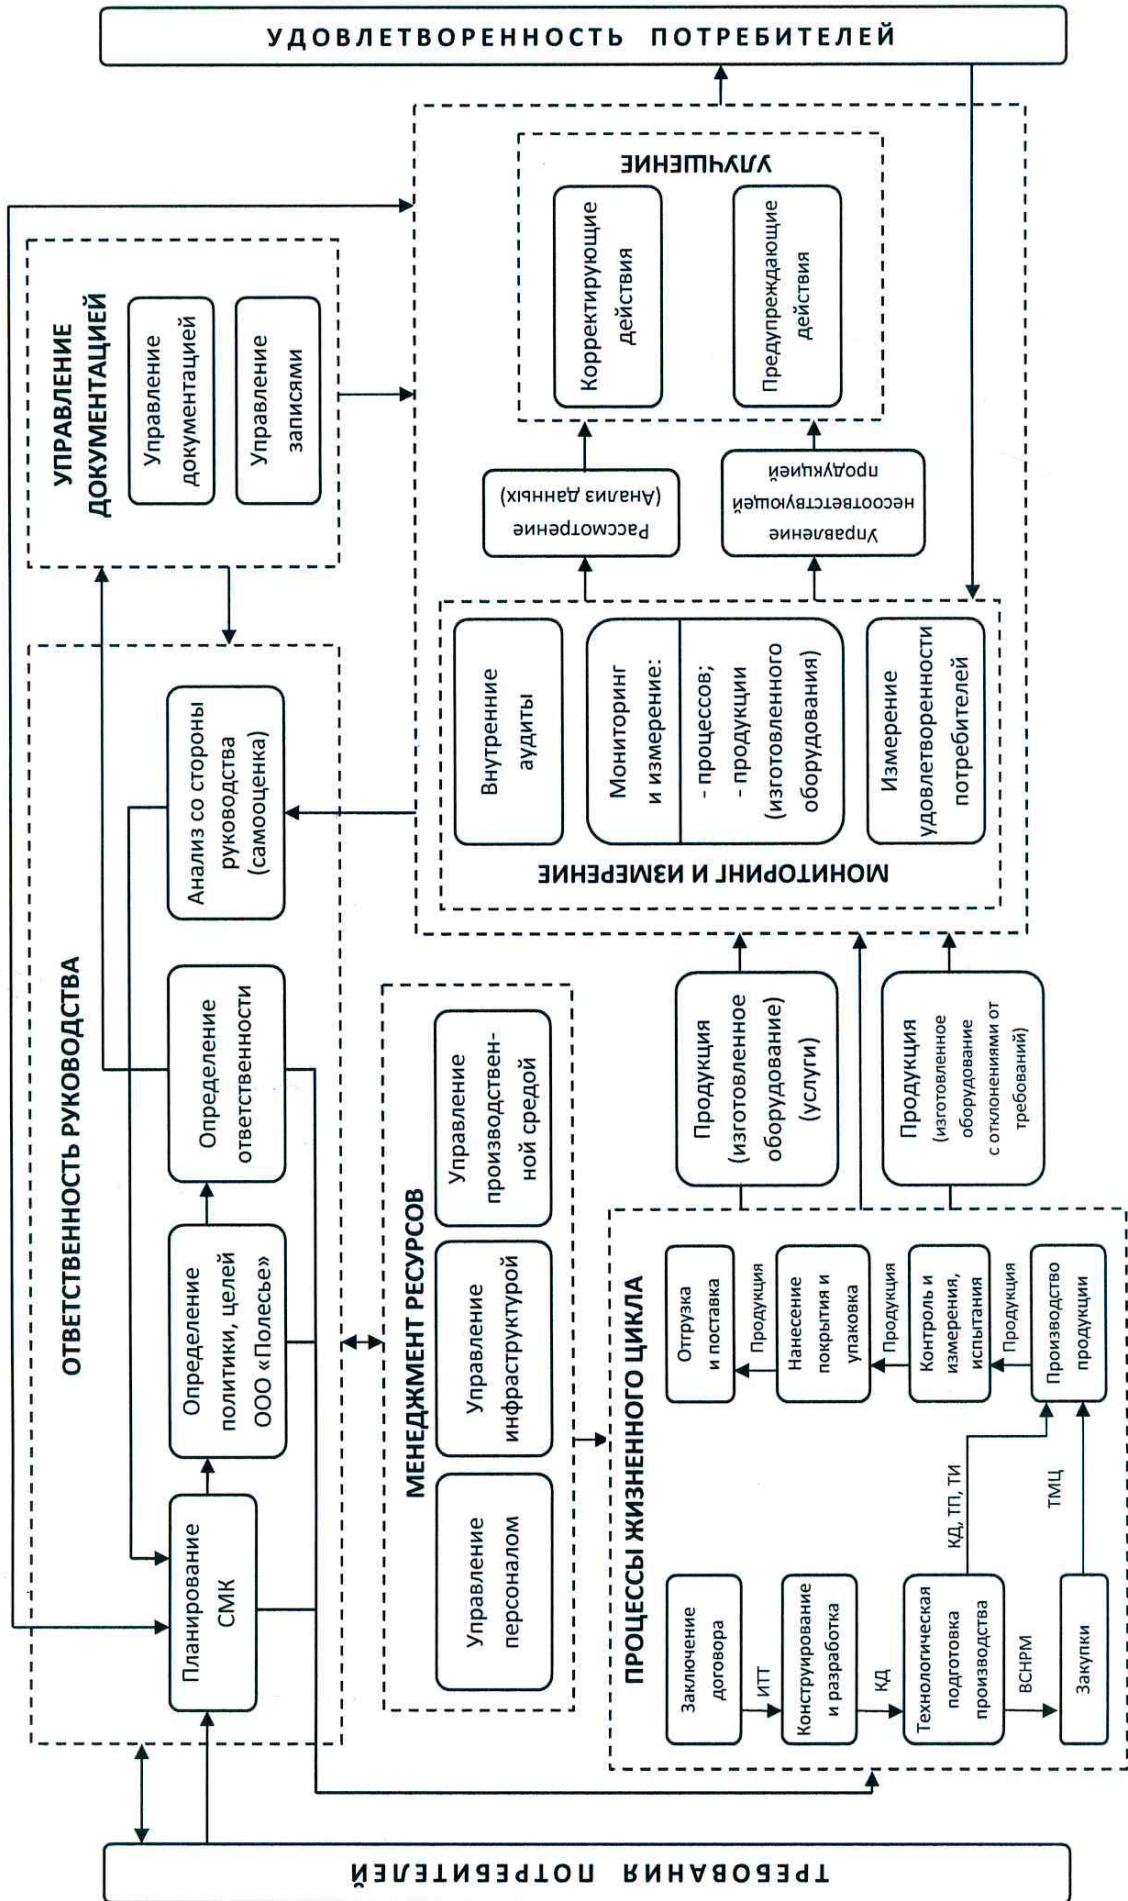 ТРЕБОВАНИЯ ПОТРЕБИТЕЛЕЙ
ОТВЕТСТВЕННОСТЬ РУКОВОДСТВА
Планирование
СМК
Определение
политики, целей
ООО «Полесье»
Определение
ответственности
Анализ со стороны
руководства
(самооценка)
УПРАВЛЕНИЕ
ДОКУМЕНТАЦИЕЙ
Управление
документацией
Управление
записями
МЕНЕДЖМЕНТ РЕСУРСОВ
Управление
персоналом
Управление
инфраструктурой
Управление
производствен-
ной средой
ПРОЦЕССЫ ЖИЗНЕННОГО ЦИКЛА
Заключение
договора
ИТТ
Конструирование
и разработка
КД
Технологическая
подготовка
производства
ВСНРМ
Закупки
КД, ТП, ТИ
ТМЦ
Отгрузка
и поставка
Продукция
Нанесение
покрытия и
упаковка
Продукция
Контроль и
измерения,
испытания
Продукция
Производство
продукции
Продукция
(изготовленное
оборудование)
(услуги)
Продукция
(изготовленное
оборудование
с отклонениями от
требований)
МОНИТОРИНГ И ИЗМЕРЕНИЕ
Внутренние
аудиты
Мониторинг
и измерение:
- процессов;
- продукции
(изготовленного
оборудования)
Измерение
удовлетворенности
потребителей
Рассмотрение
(Анализ данных)
Управление
несоответствующей
продукцией
УЛУЧШЕНИЕ
Корректирующие
действия
Предупреждающие
действия
УДОВЛЕТВОРЕННОСТЬ ПОТРЕБИТЕЛЕЙ